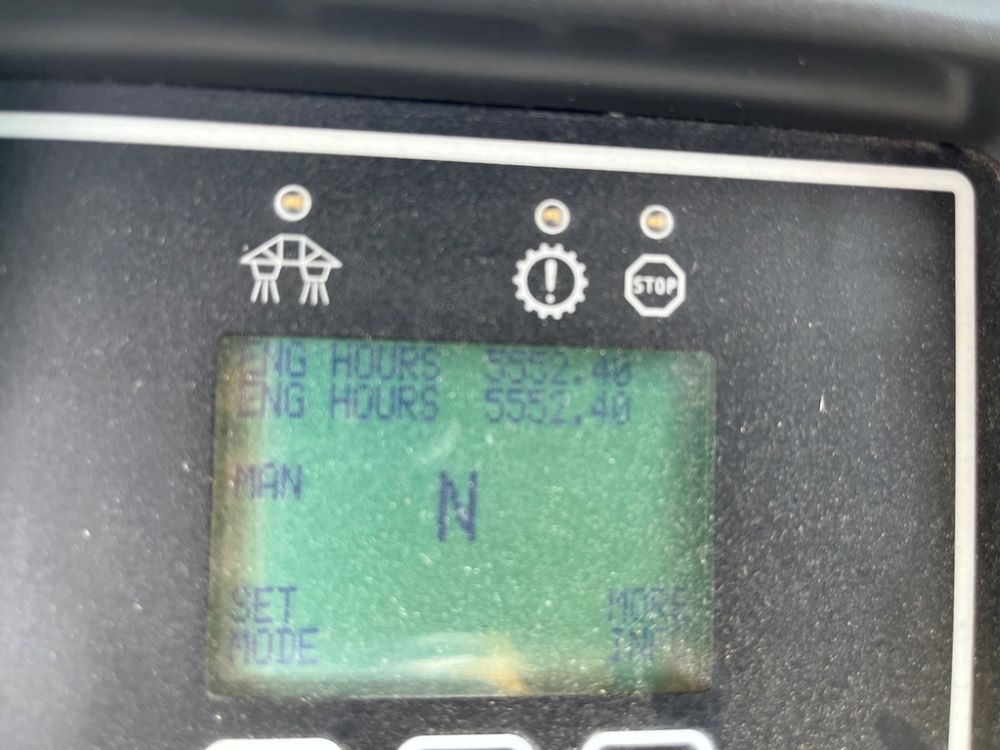 STOP
ENG HOURS 5552.40
ENG HOURS 5552.40
MAN N
SET MORE
MODE INFO